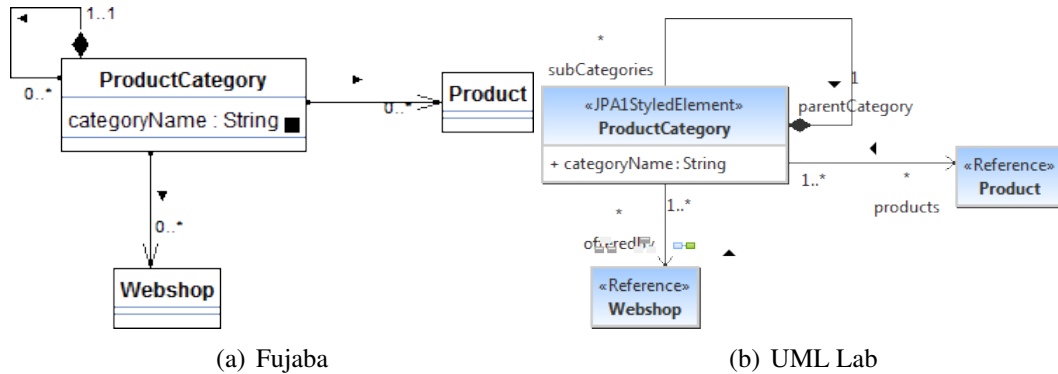 1..1
0..*
ProductCategory
categoryName : String
0..*
Product
0..*
Webshop
(a) Fujaba
*
subCategories
1
parentCategory
«JPA1StyledElement»
ProductCategory
+ categoryName: String
1..*
*
products
«Reference»
Product
1..*
*
«Reference»
Webshop
(b) UML Lab